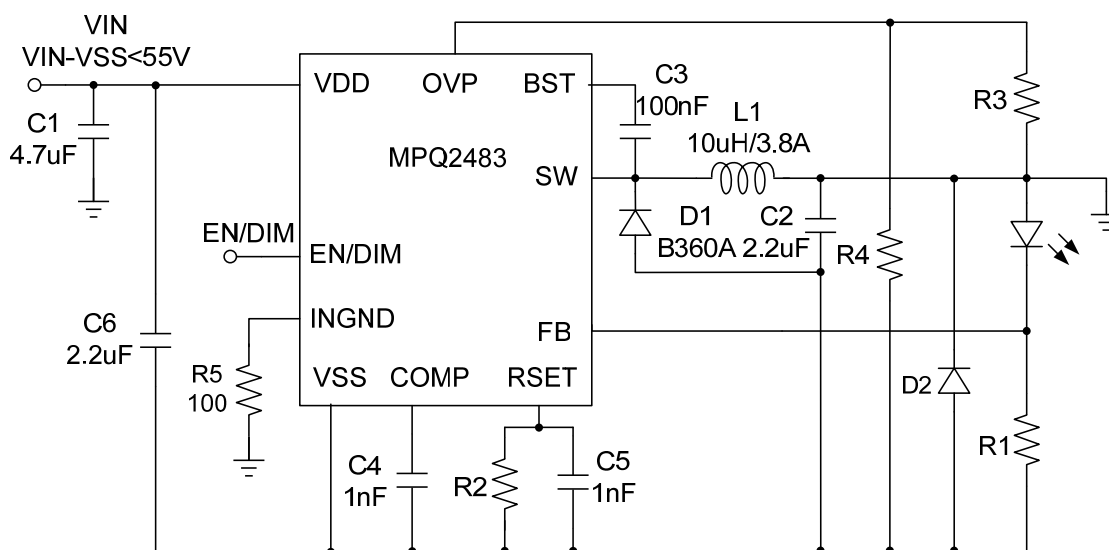 VIN
VIN-VSS<55V
C1
4.7uF
VDD
OVP
BST
MPQ2483
SW
C3
100nF
L1
10uH/3.8A
R3
EN/DIM
EN/DIM
D1
B360A
C2
2.2uF
R4
C6
2.2uF
INGND
FB
R5
100
VSS
COMP
RSET
D2
C4
1nF
R2
C5
1nF
R1